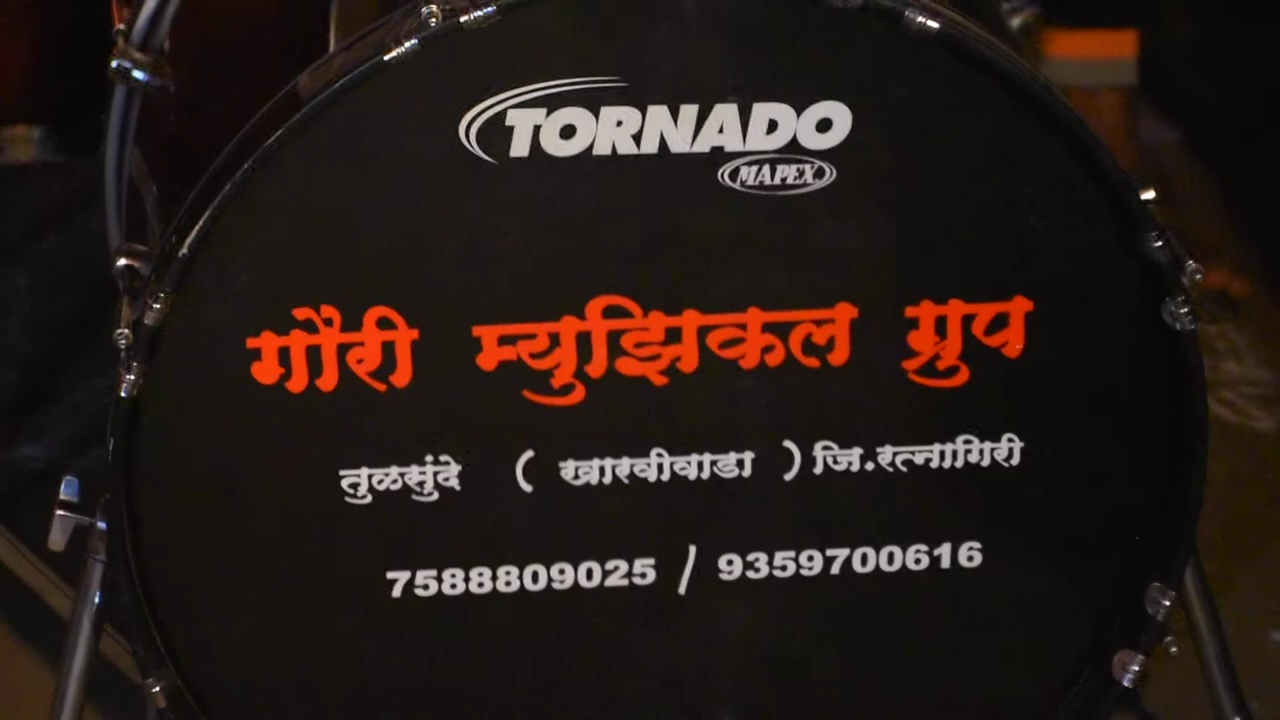 TORNADO
MAPEX
गौरी म्युझिकल ग्रुप
तुळसुंदे ( खारवीवाडा ) जि.रत्नागिरी
7588809025 / 9359700616